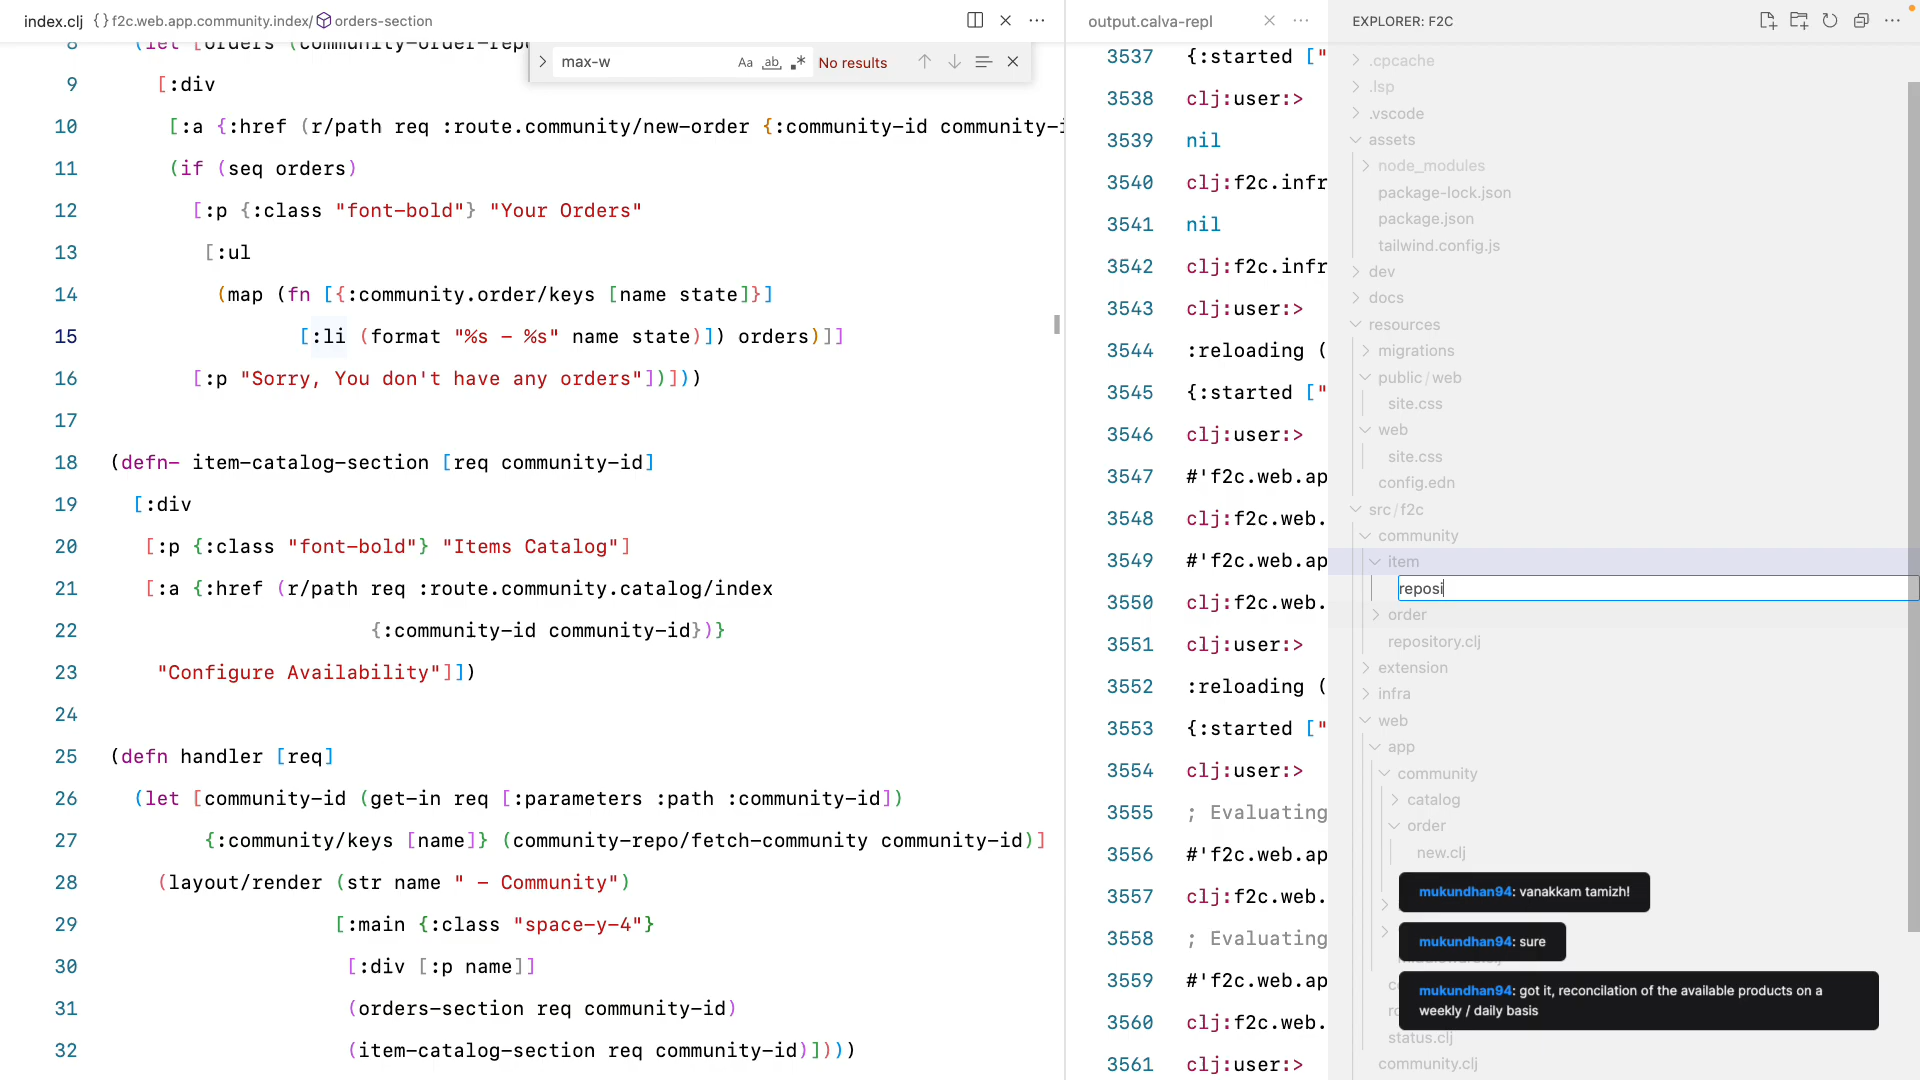 index.clj {} f2c.web.app.community.index/ orders-section
max-w Aa ab No results
9 [:div
10 [:a {:href (r/path req :route.community/new-order {:community-id community-i
11 (if (seq orders)
12 [:p {:class "font-bold"} "Your Orders"
13 [:ul
14 (map (fn [{:community.order/keys [name state]}]
15 [:li (format "%s - %s" name state)]) orders)]]
16 [:p "Sorry, You don't have any orders"])]))
17
18 (defn- item-catalog-section [req community-id]
19 [:div
20 [:p {:class "font-bold"} "Items Catalog"]
21 [:a {:href (r/path req :route.community.catalog/index
22 {:community-id community-id})}
23 "Configure Availability"]])
24
25 (defn handler [req]
26 (let [community-id (get-in req [:parameters :path :community-id])
27 {:community/keys [name]} (community-repo/fetch-community community-id)]
28 (layout/render (str name " - Community")
29 [:main {:class "space-y-4"}
30 [:div [:p name]]
31 (orders-section req community-id)
32 (item-catalog-section req community-id)])))
output.calva-repl
3537 {:started ["
3538 clj:user:>
3539 nil
3540 clj:f2c.infr
3541 nil
3542 clj:f2c.infr
3543 clj:user:>
3544 :reloading (
3545 {:started ["
3546 clj:user:>
3547 #'f2c.web.ap
3548 clj:f2c.web.
3549 #'f2c.web.ap
3550 clj:f2c.web.
3551 clj:user:>
3552 :reloading (
3553 {:started ["
3554 clj:user:>
3555 ; Evaluating
3556 #'f2c.web.ap
3557 clj:f2c.web.
3558 ; Evaluating
3559 #'f2c.web.ap
3560 clj:f2c.web.
3561 clj:user:>
EXPLORER: F2C
.cpcache
.lsp
.vscode
assets
node_modules
package-lock.json
package.json
tailwind.config.js
dev
docs
resources
migrations
public/web
site.css
web
site.css
config.edn
src/f2c
community
item
reposi
order
repository.clj
extension
infra
web
app
community
catalog
order
new.clj
mukundhan94: vanakkam tamizh!
mukundhan94: sure
mukundhan94: got it, reconcilation of the available products on a
weekly / daily basis
status.clj
community.clj